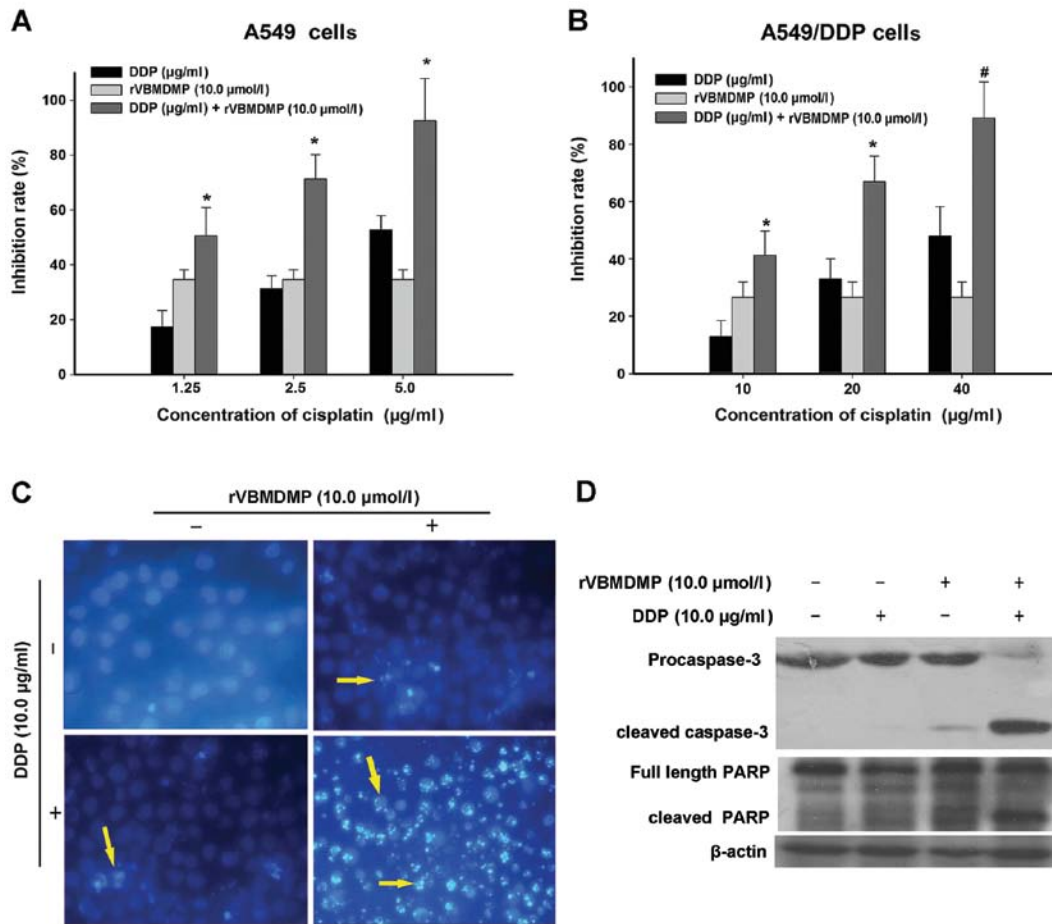 A
A549 cells
DDP (µg/ml)
rVBMDMP (10.0 µmol/l)
DDP (µg/ml) + rVBMDMP (10.0 µmol/l)
Inhibition rate (%)
100
80
60
40
20
0
*
*
*
1.25 2.5 5.0
Concentration of cisplatin (µg/ml)
B
A549/DDP cells
DDP (µg/ml)
rVBMDMP (10.0 µmol/l)
DDP (µg/ml) + rVBMDMP (10.0 µmol/l)
Inhibition rate (%)
100
80
60
40
20
0
*
*
#
10 20 40
Concentration of cisplatin (µg/ml)
C
rVBMDMP (10.0 µmol/l)
– +
DDP (10.0 µg/ml)
–
+
D
rVBMDMP (10.0 µmol/l) – – + +
DDP (10.0 µg/ml) – + – +
Procaspase-3
cleaved caspase-3
Full length PARP
cleaved PARP
β-actin